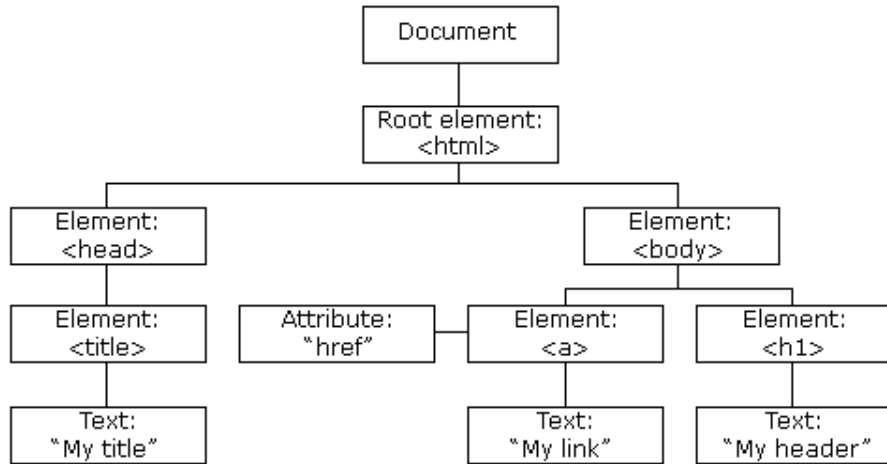 Document
Root element:
<html>
Element:
<head>
Element:
<body>
Element:
<title>
Attribute:
“href”
Element:
<a>
Element:
<h1>
Text:
“My title”
Text:
“My link”
Text:
“My header”